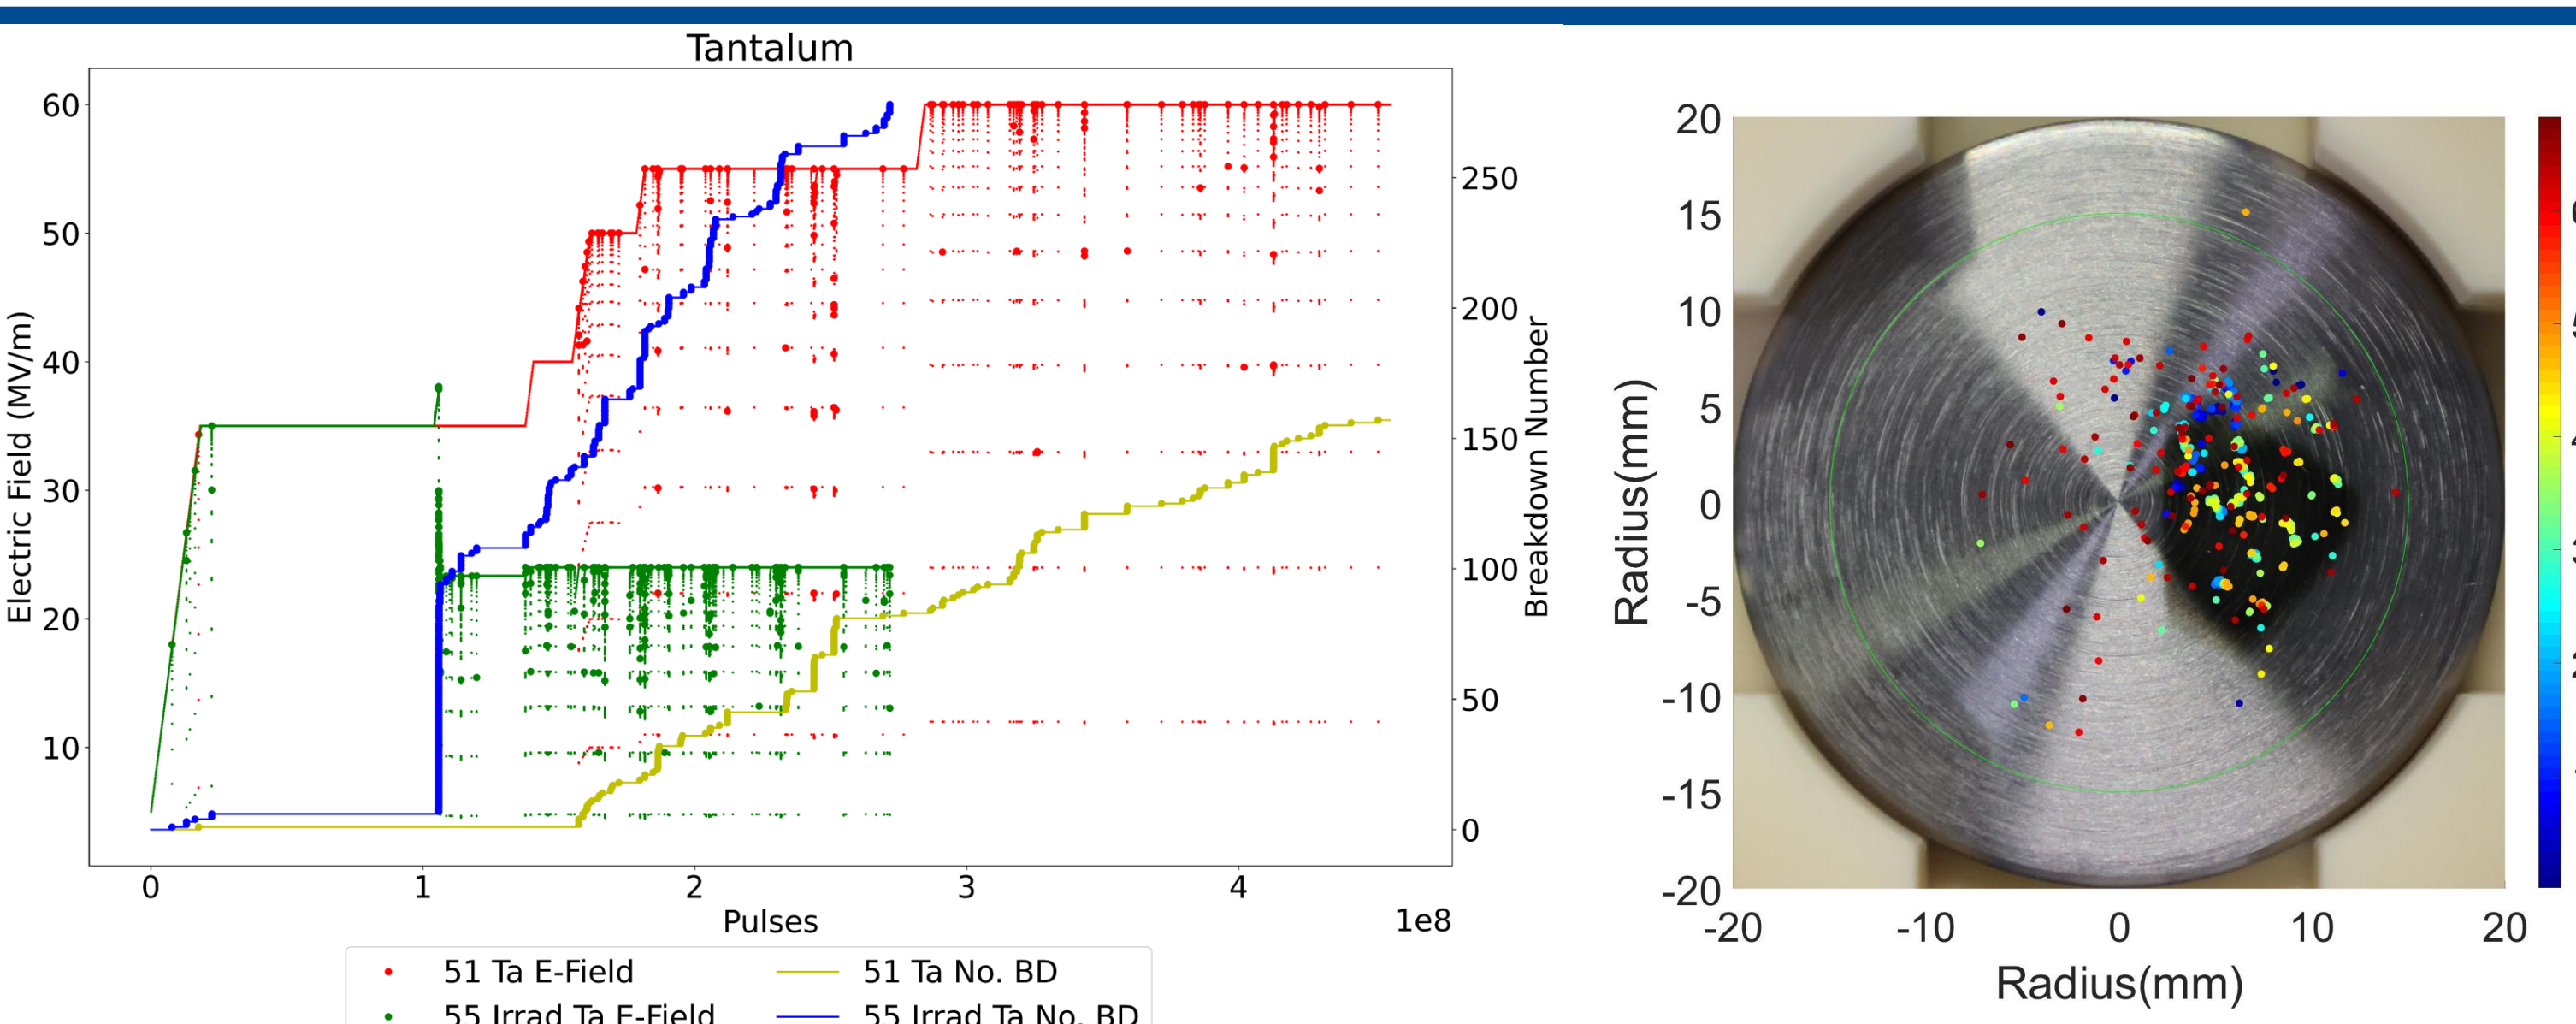 Tantalum
60
50
40
30
20
10
Electric Field (MV/m)
250
200
150
100
50
0
Breakdown Number
0 1 2 3 4
Pulses
1e8
51 Ta E-Field
51 Ta No. BD
55 Irrad Ta E-Field
55 Irrad Ta No. BD
20
15
10
5
0
-5
-10
-15
-20
Radius(mm)
-20 -10 0 10 20
Radius(mm)